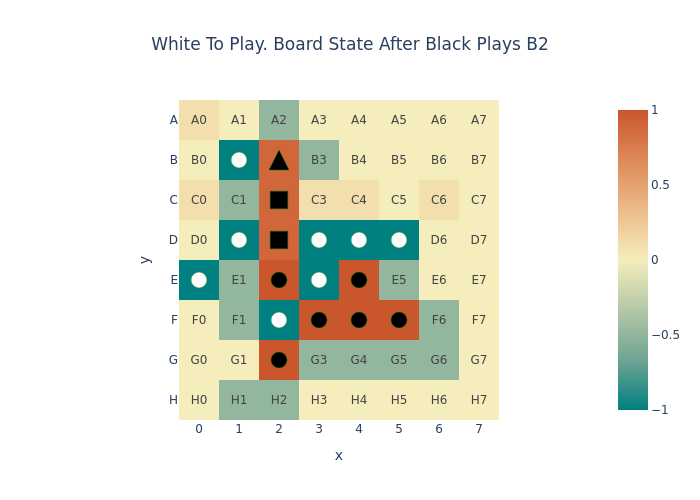 White To Play. Board State After Black Plays B2
A A0 A1 A2 A3 A4 A5 A6 A7
B B0 B3 B4 B5 B6 B7
C C0 C1 C3 C4 C5 C6 C7
D D0 D6 D7
E E1 E5 E6 E7
F F0 F1 F6 F7
G G0 G1 G3 G4 G5 G6 G7
H H0 H1 H2 H3 H4 H5 H6 H7
0 1 2 3 4 5 6 7
x
y
1
0.5
0
−0.5
−1